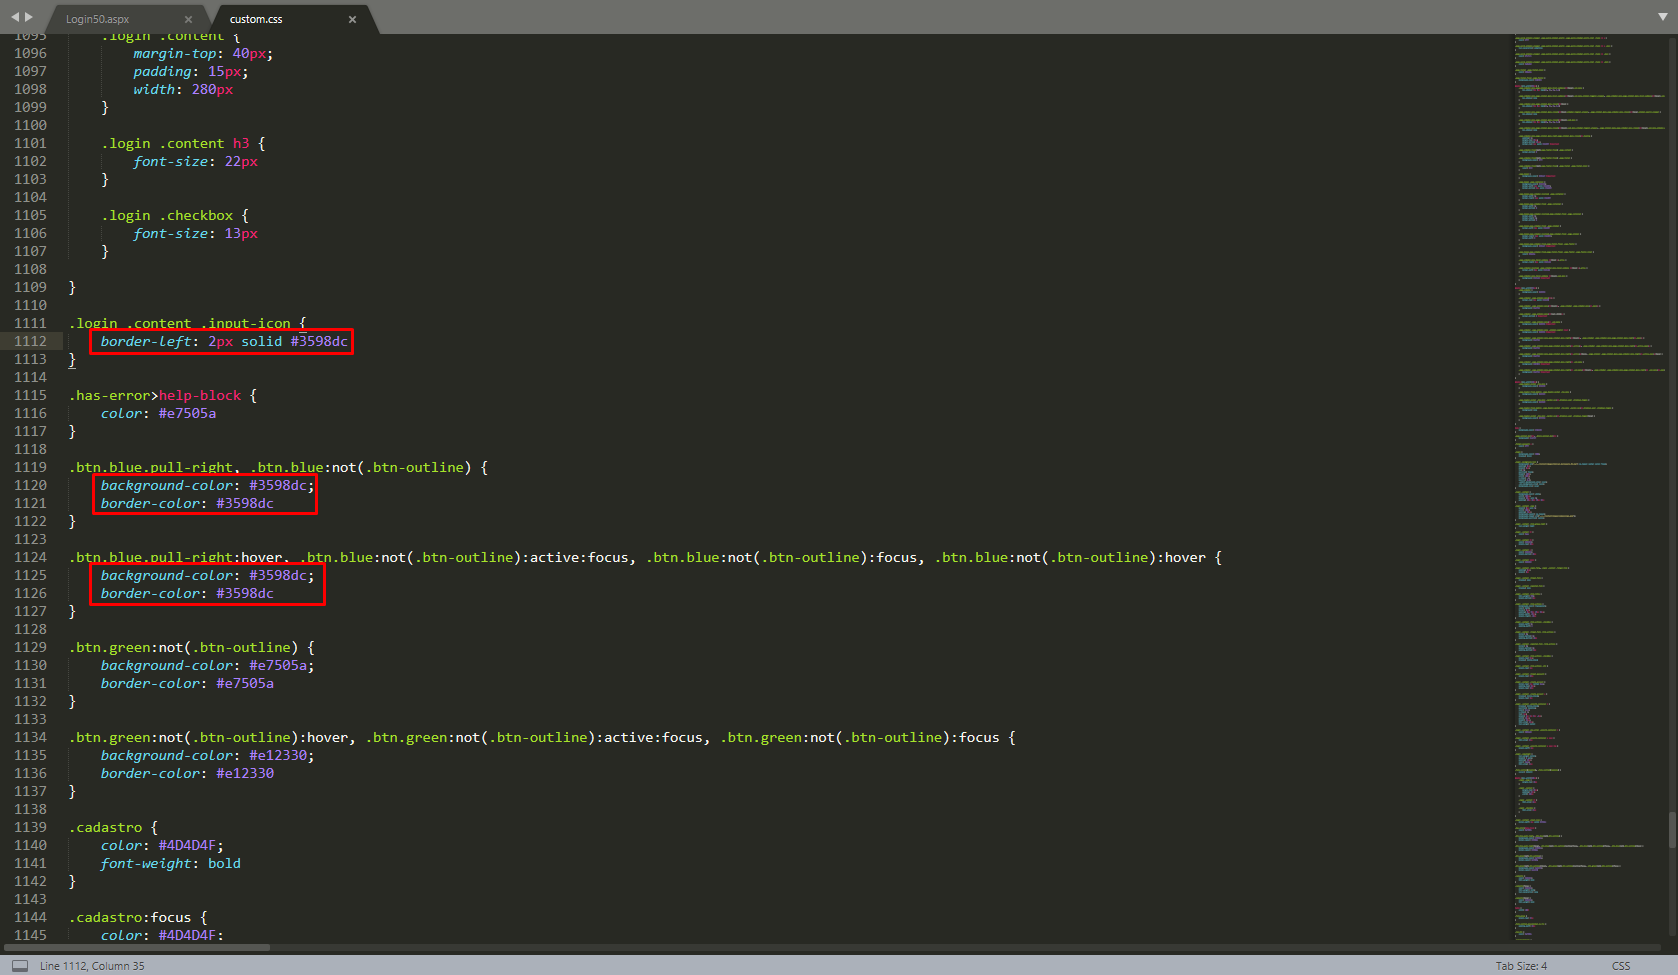 Login50.aspx
custom.css
1095 .login .content {
1096 margin-top: 40px;
1097 padding: 15px;
1098 width: 280px
1099 }
1100
1101 .login .content h3 {
1102 font-size: 22px
1103 }
1104
1105 .login .checkbox {
1106 font-size: 13px
1107 }
1108
1109 }
1110
1111 .login .content .input-icon {
1112 border-left: 2px solid #3598dc
1113 }
1114
1115 .has-error>help-block {
1116 color: #e7505a
1117 }
1118
1119 .btn.blue.pull-right, .btn.blue:not(.btn-outline) {
1120 background-color: #3598dc;
1121 border-color: #3598dc
1122 }
1123
1124 .btn.blue.pull-right:hover, .btn.blue:not(.btn-outline):active:focus, .btn.blue:not(.btn-outline):focus, .btn.blue:not(.btn-outline):hover {
1125 background-color: #3598dc;
1126 border-color: #3598dc
1127 }
1128
1129 .btn.green:not(.btn-outline) {
1130 background-color: #e7505a;
1131 border-color: #e7505a
1132 }
1133
1134 .btn.green:not(.btn-outline):hover, .btn.green:not(.btn-outline):active:focus, .btn.green:not(.btn-outline):focus {
1135 background-color: #e12330;
1136 border-color: #e12330
1137 }
1138
1139 .cadastro {
1140 color: #4D4D4F;
1141 font-weight: bold
1142 }
1143
1144 .cadastro:focus {
1145 color: #4D4D4F;
Line 1112, Column 35
Tab Size: 4
CSS